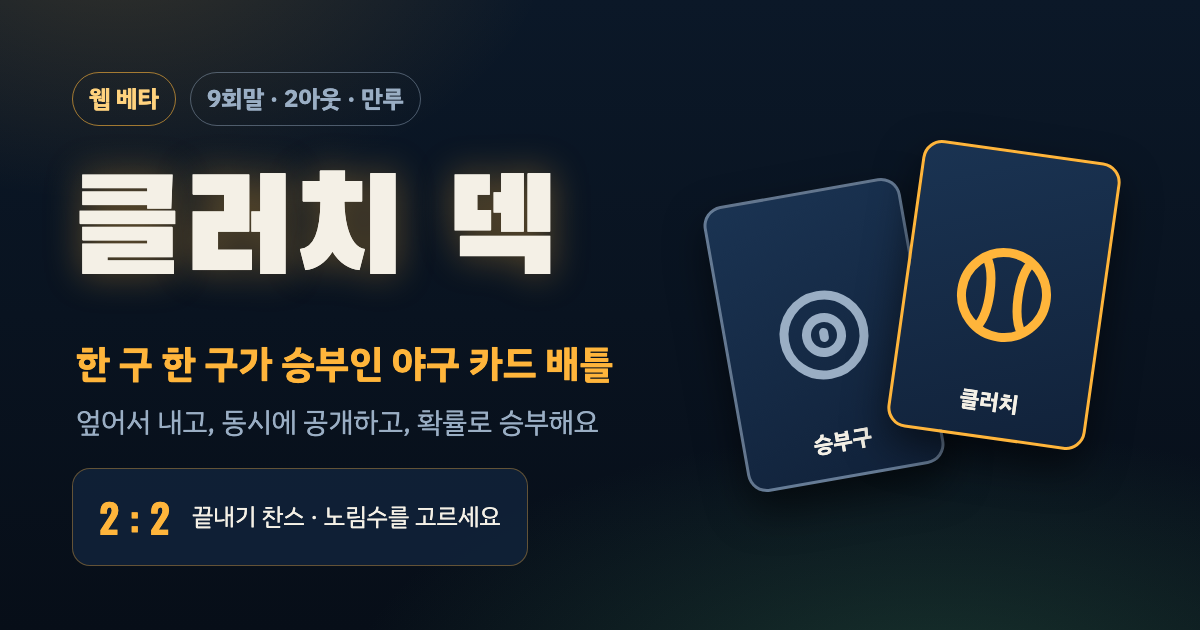 웹 베타
9회말 · 2아웃 · 만루
클러치 덱
한 구 한 구가 승부인 야구 카드 배틀
엎어서 내고, 동시에 공개하고, 확률로 승부해요
2 : 2 끝내기 찬스 · 노림수를 고르세요
승부구
클러치